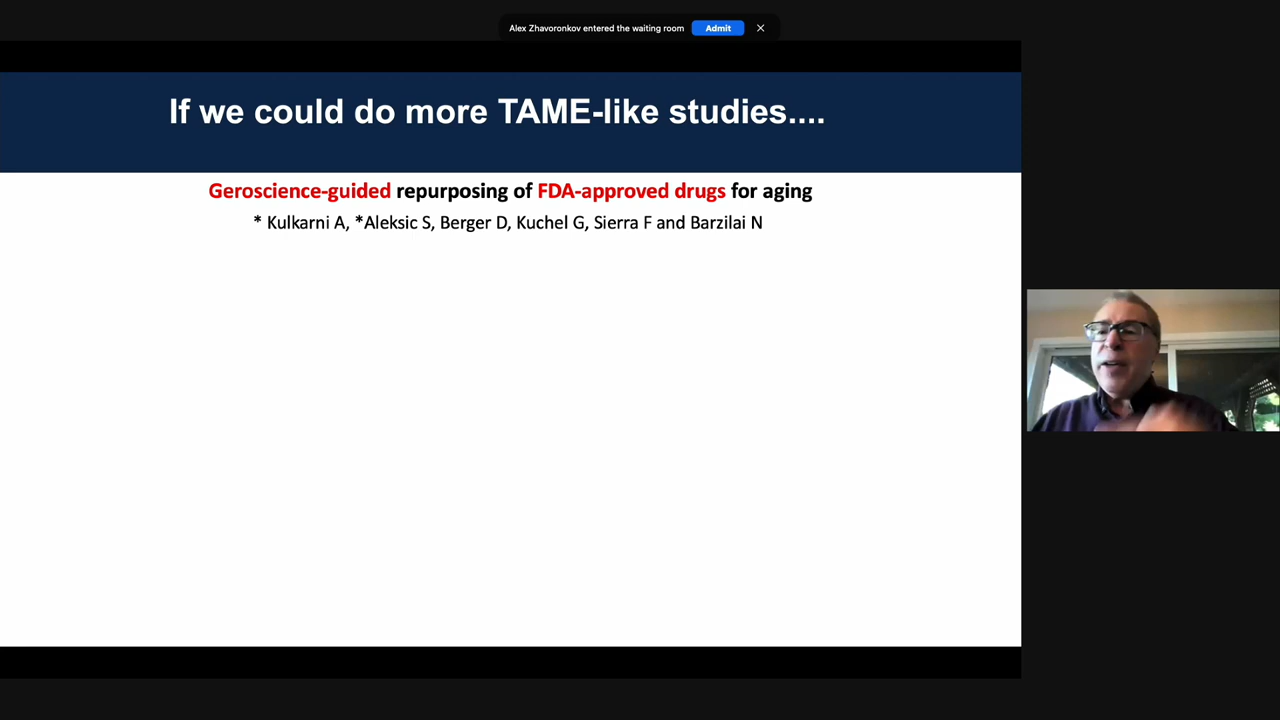 Alex Zhavoronkov entered the waiting room Admit
If we could do more TAME-like studies....
Geroscience-guided repurposing of FDA-approved drugs for aging
* Kulkarni A, *Aleksic S, Berger D, Kuchel G, Sierra F and Barzilai N